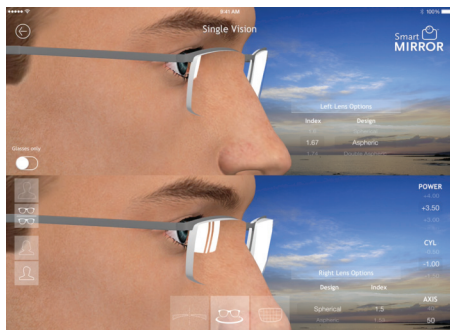 9:41 AM
100%
Single Vision
Smart
MIRROR
Left Lens Options
Index Design
1.67 Aspheric
Glasses only
POWER
+4.00
+3.50
+3.00
CYL
-1.00
Right Lens Options
Design Index
Spherical 1.5
Aspheric
AXIS
50